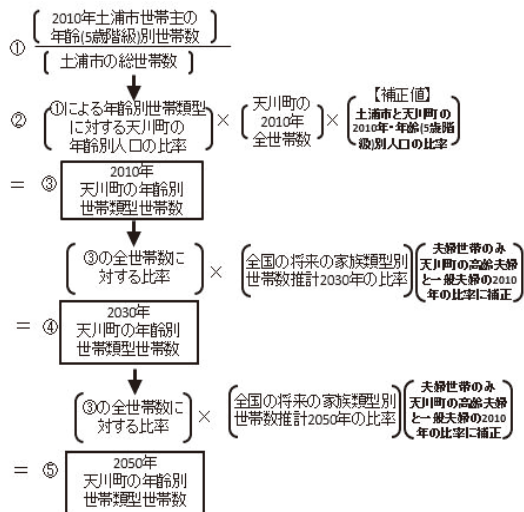 ①
2010年土浦市世帯主の
年齢(5歳階級)別世帯数
土浦市の総世帯数
②
①による年齢別世帯類型
に対する天川町の
年齢別人口の比率
×
天川町の
2010年
全世帯数
×
【補正値】
土浦市と天川町の
2010年・年齢(5歳階
級)別人口の比率
= ③
2010年
天川町の年齢別
世帯類型世帯数
③の全世帯数に
対する比率
×
全国の将来の家族類型別
世帯数推計2030年の比率
夫婦世帯のみ
天川町の高齢夫婦
と一般夫婦の2010
年の比率に補正
= ④
2030年
天川町の年齢別
世帯類型世帯数
③の全世帯数に
対する比率
×
全国の将来の家族類型別
世帯数推計2050年の比率
夫婦世帯のみ
天川町の高齢夫婦
と一般夫婦の2010
年の比率に補正
= ⑤
2050年
天川町の年齢別
世帯類型世帯数